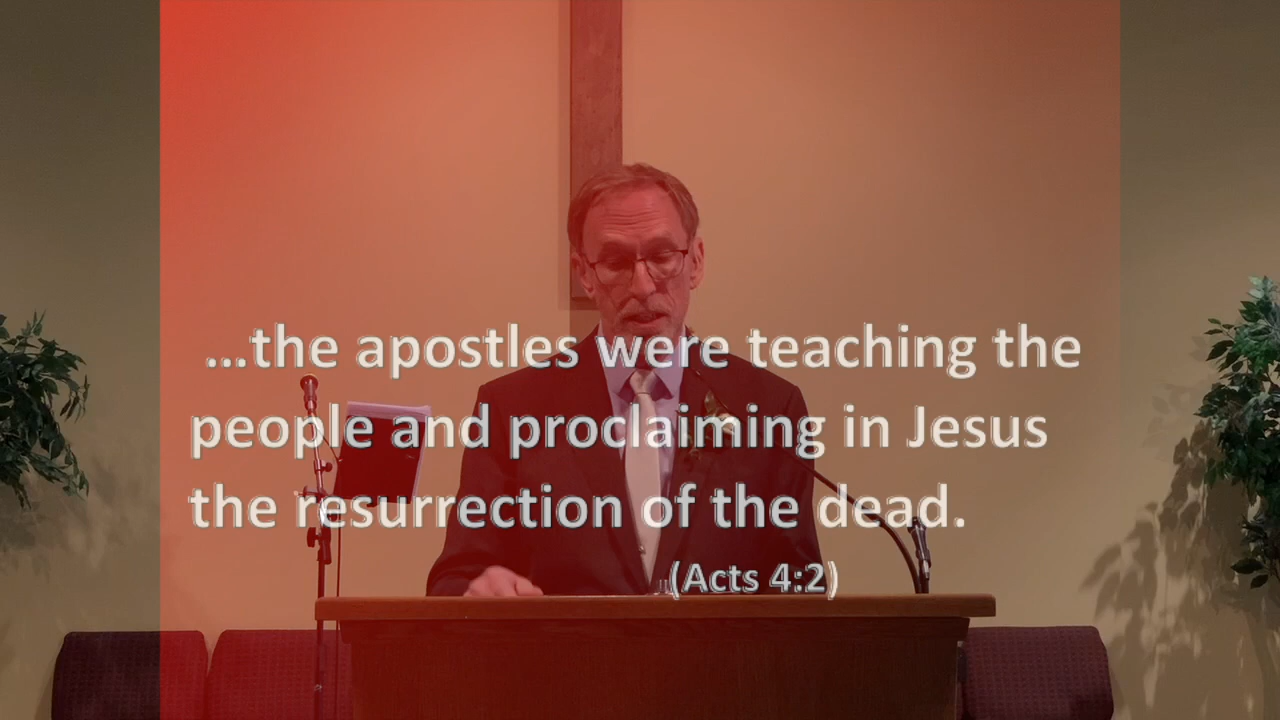 ...the apostles were teaching the
people and proclaiming in Jesus
the resurrection of the dead.
(Acts 4:2)